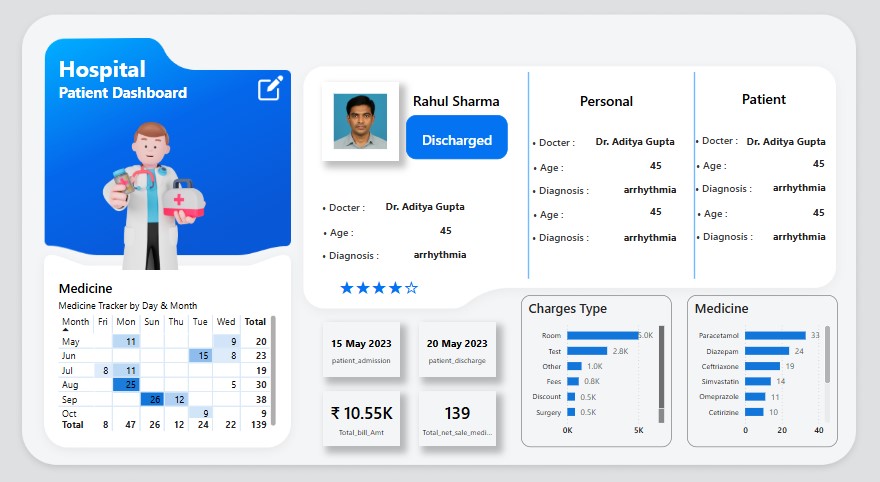 Hospital
Patient Dashboard
Rahul Sharma
Discharged
• Docter : Dr. Aditya Gupta
• Age : 45
• Diagnosis : arrhythmia
★★★★☆
Personal
• Docter : Dr. Aditya Gupta
• Age : 45
• Diagnosis : arrhythmia
• Age : 45
• Diagnosis : arrhythmia
Patient
• Docter : Dr. Aditya Gupta
• Age : 45
• Diagnosis : arrhythmia
• Age : 45
• Diagnosis : arrhythmia
Medicine
Medicine Tracker by Day & Month
Month Fri Mon Sun Thu Tue Wed Total
May 11 9 20
Jun 15 8 23
Jul 8 11 19
Aug 25 5 30
Sep 26 12 38
Oct 9 9
Total 8 47 26 12 24 22 139
15 May 2023
patient_admission
20 May 2023
patient_discharge
₹ 10.55K
Total_bill_Amt
139
Total_net_sale_medi...
Charges Type
Room 5.0K
Test 2.8K
Other 1.0K
Fees 0.8K
Discount 0.5K
Surgery 0.5K
0K 5K
Medicine
Paracetamol 33
Diazepam 24
Ceftriaxone 19
Simvastatin 14
Omeprazole 11
Cetirizine 10
0 20 40